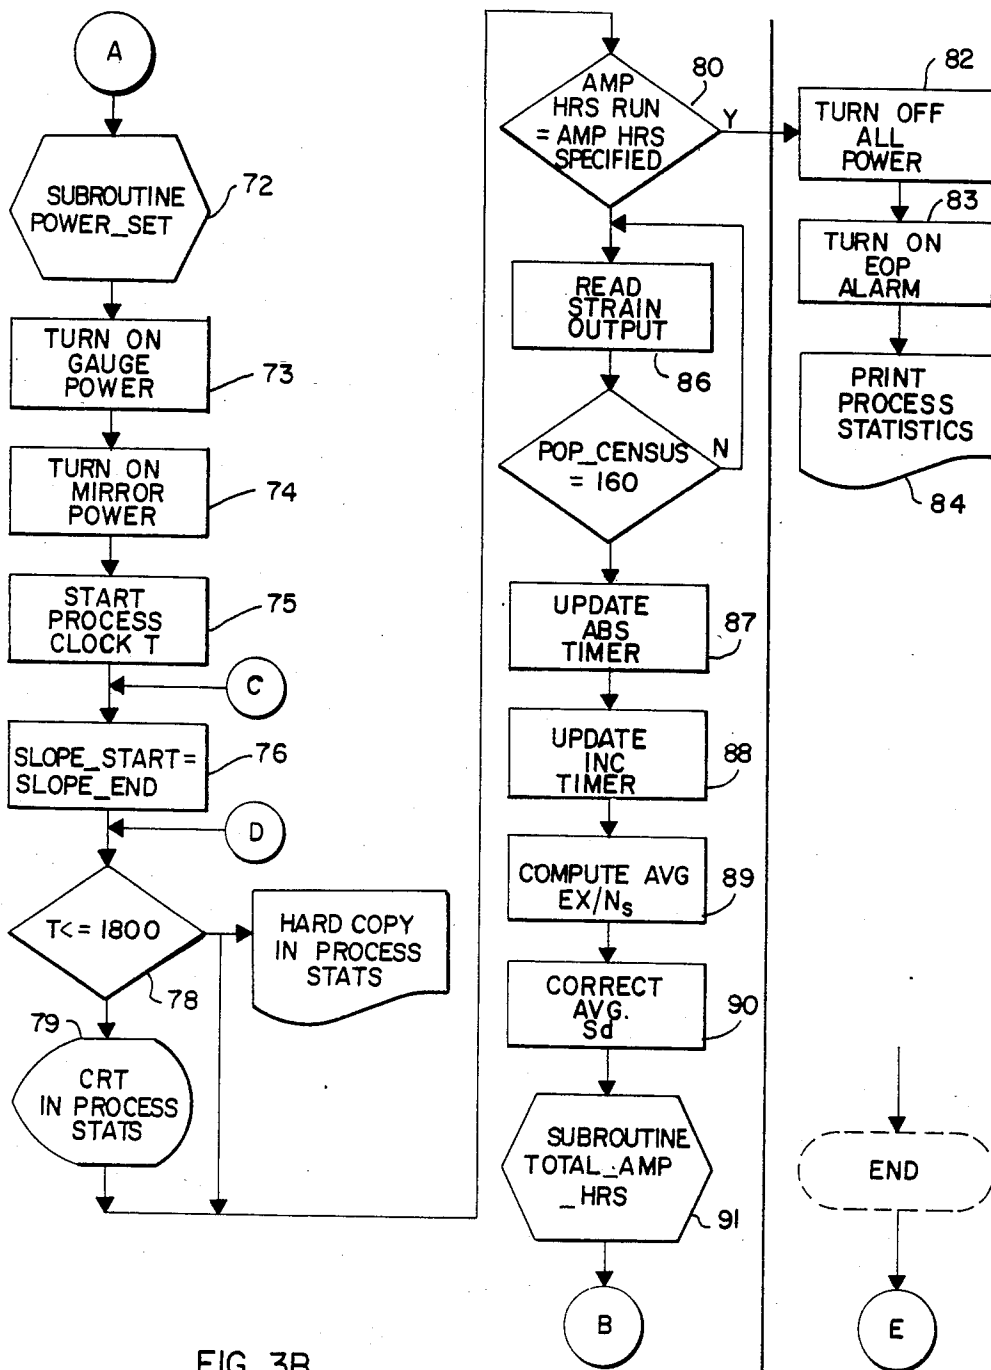 A
SUBROUTINE
POWER_SET
72
TURN ON
GAUGE
POWER
73
TURN ON
MIRROR
POWER
74
START
PROCESS
CLOCK T
75
C
SLOPE_START=
SLOPE_END
76
D
T<= 1800
78
HARD COPY
IN PROCESS
STATS
79
CRT
IN PROCESS
STATS
FIG. 3B
AMP
HRS RUN
= AMP HRS
SPECIFIED
80
Y
READ
STRAIN
OUTPUT
86
POP_CENSUS
= 160
N
UPDATE
ABS
TIMER
87
UPDATE
INC
TIMER
88
COMPUTE AVG
EX/Ns
89
CORRECT
AVG.
Sd
90
SUBROUTINE
TOTAL_AMP
_HRS
91
B
82
TURN OFF
ALL
POWER
83
TURN ON
EOP
ALARM
PRINT
PROCESS
STATISTICS
84
END
E